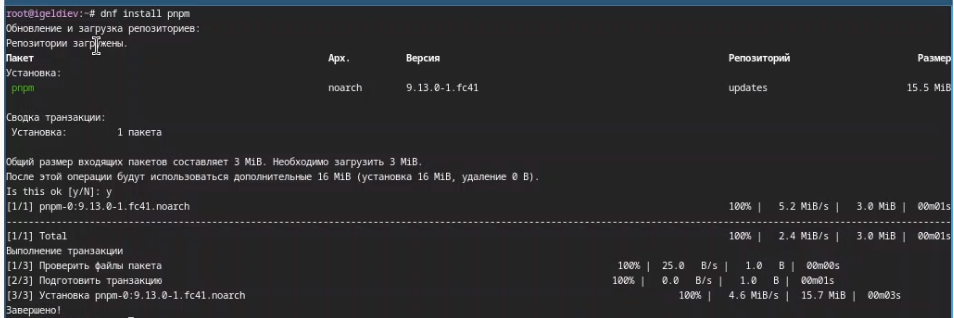 root@igeldiev:~# dnf install pnpm
Обновление и загрузка репозиториев:
Репозитории загружены.
Пакет Арх. Версия Репозиторий Размер
Установка:
pnpm noarch 9.13.0-1.fc41 updates 15.5 MiB
Сводка транзакции:
Установка: 1 пакета
Общий размер входящих пакетов составляет 3 MiB. Необходимо загрузить 3 MiB.
После этой операции будут использоваться дополнительные 16 MiB (установка 16 MiB, удаление 0 B).
Is this ok [y/N]: y
[1/1] pnpm-0:9.13.0-1.fc41.noarch 100% | 5.2 MiB/s | 3.0 MiB | 00m01s
--------------------------------------------------------------------------------
[1/1] Total 100% | 2.4 MiB/s | 3.0 MiB | 00m01s
Выполнение транзакции
[1/3] Проверить файлы пакета 100% | 25.0 B/s | 1.0 B | 00m00s
[2/3] Подготовить транзакцию 100% | 0.0 B/s | 1.0 B | 00m01s
[3/3] Установка pnpm-0:9.13.0-1.fc41.noarch 100% | 4.6 MiB/s | 15.7 MiB | 00m03s
Завершено!